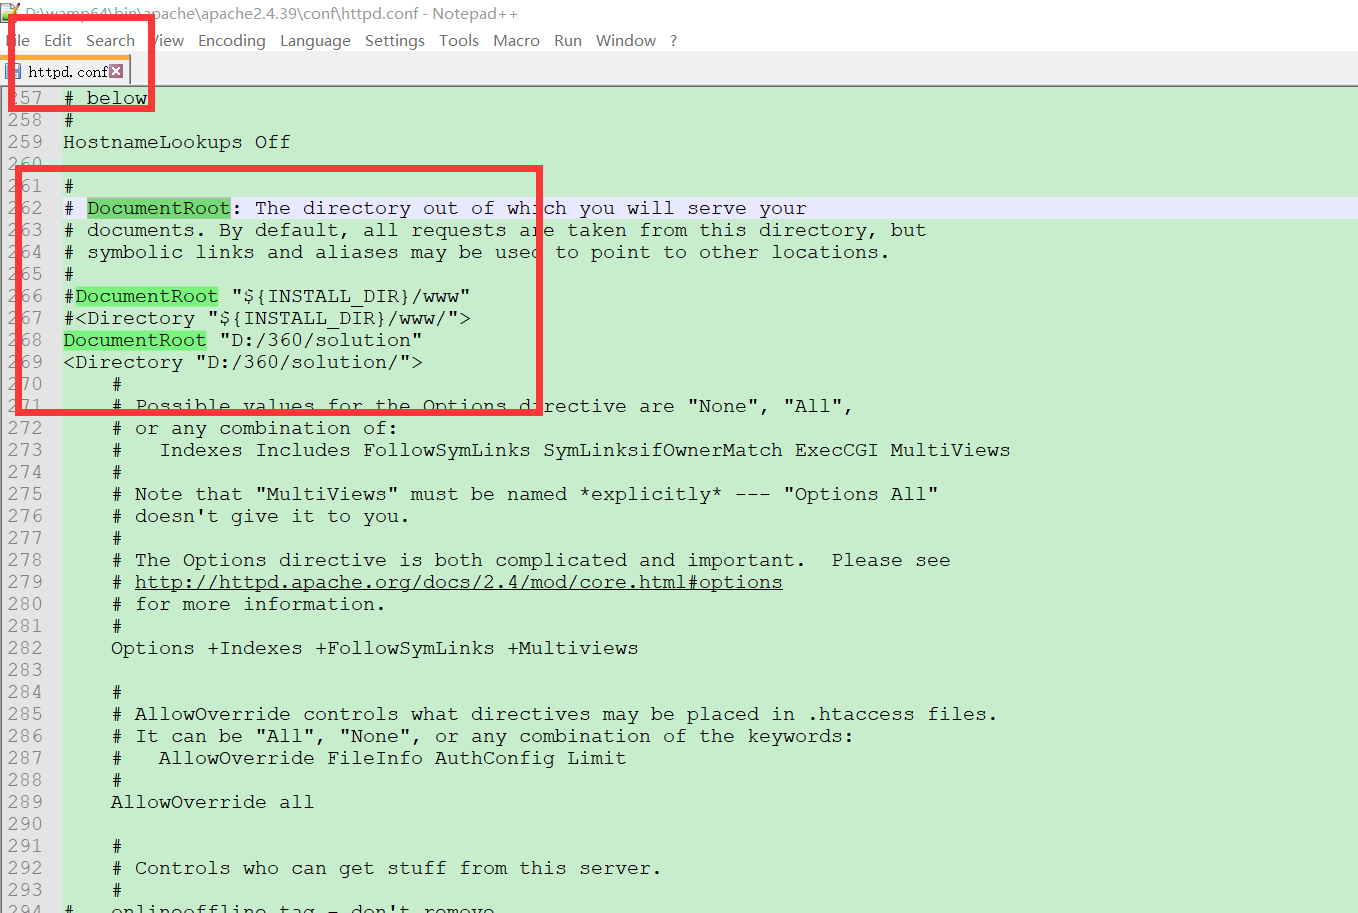 D:\wamp64\bin\apache\apache2.4.39\conf\httpd.conf - Notepad++
File Edit Search View Encoding Language Settings Tools Macro Run Window ?
httpd.conf
257 # below
258 #
259 HostnameLookups Off
260
261 #
262 # DocumentRoot: The directory out of which you will serve your
263 # documents. By default, all requests are taken from this directory, but
264 # symbolic links and aliases may be used to point to other locations.
265 #
266 #DocumentRoot "${INSTALL_DIR}/www"
267 #<Directory "${INSTALL_DIR}/www/">
268 DocumentRoot "D:/360/solution"
269 <Directory "D:/360/solution/">
270 #
271 # Possible values for the Options directive are "None", "All",
272 # or any combination of:
273 # Indexes Includes FollowSymLinks SymLinksifOwnerMatch ExecCGI MultiViews
274 #
275 # Note that "MultiViews" must be named *explicitly* --- "Options All"
276 # doesn't give it to you.
277 #
278 # The Options directive is both complicated and important. Please see
279 # http://httpd.apache.org/docs/2.4/mod/core.html#options
280 # for more information.
281 #
282 Options +Indexes +FollowSymLinks +Multiviews
283
284 #
285 # AllowOverride controls what directives may be placed in .htaccess files.
286 # It can be "All", "None", or any combination of the keywords:
287 # AllowOverride FileInfo AuthConfig Limit
288 #
289 AllowOverride all
290
291 #
292 # Controls who can get stuff from this server.
293 #
294 # onlineoffline tag - don't remove